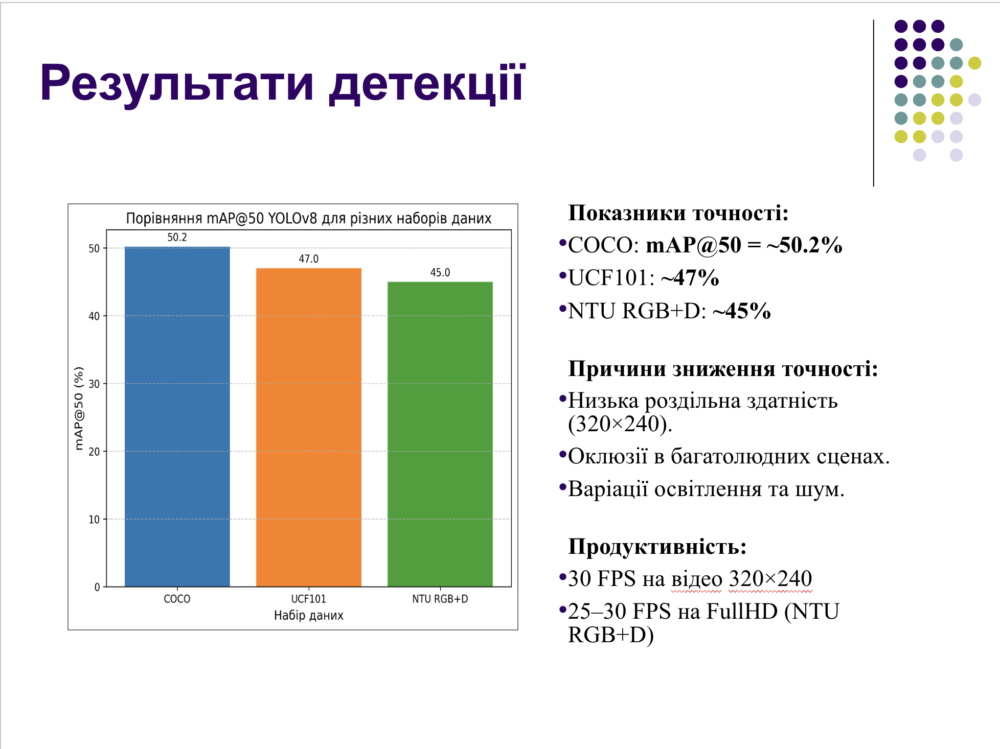 Результати детекції
Порівняння mAP@50 YOLOv8 для різних наборів даних
50.2
47.0
45.0
50
40
30
20
10
0
mAP@50 (%)
COCO
UCF101
NTU RGB+D
Набір даних
Показники точності:
•COCO: mAP@50 = ~50.2%
•UCF101: ~47%
•NTU RGB+D: ~45%
Причини зниження точності:
•Низька роздільна здатність
(320×240).
•Оклюзії в багатолюдних сценах.
•Варіації освітлення та шум.
Продуктивність:
•30 FPS на відео 320×240
•25–30 FPS на FullHD (NTU
RGB+D)